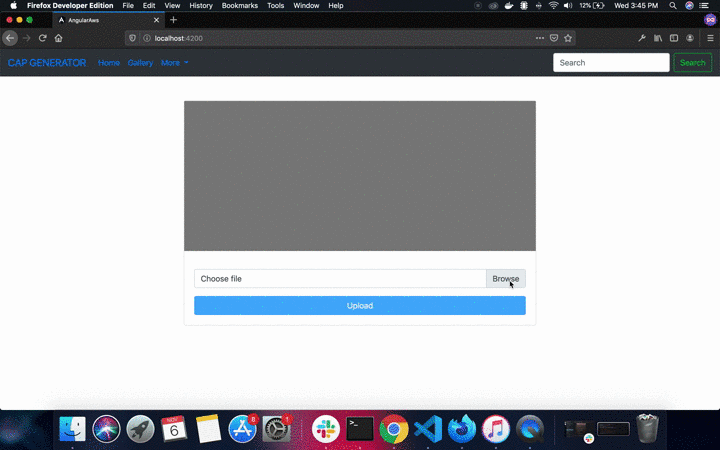 Firefox Developer Edition File Edit View History Bookmarks Tools Window Help 12% Wed 3:45 PM
AngularAws
localhost:4200
CAP GENERATOR Home Gallery More Search Search
Choose file Browse
Upload
NOV
6
8
1